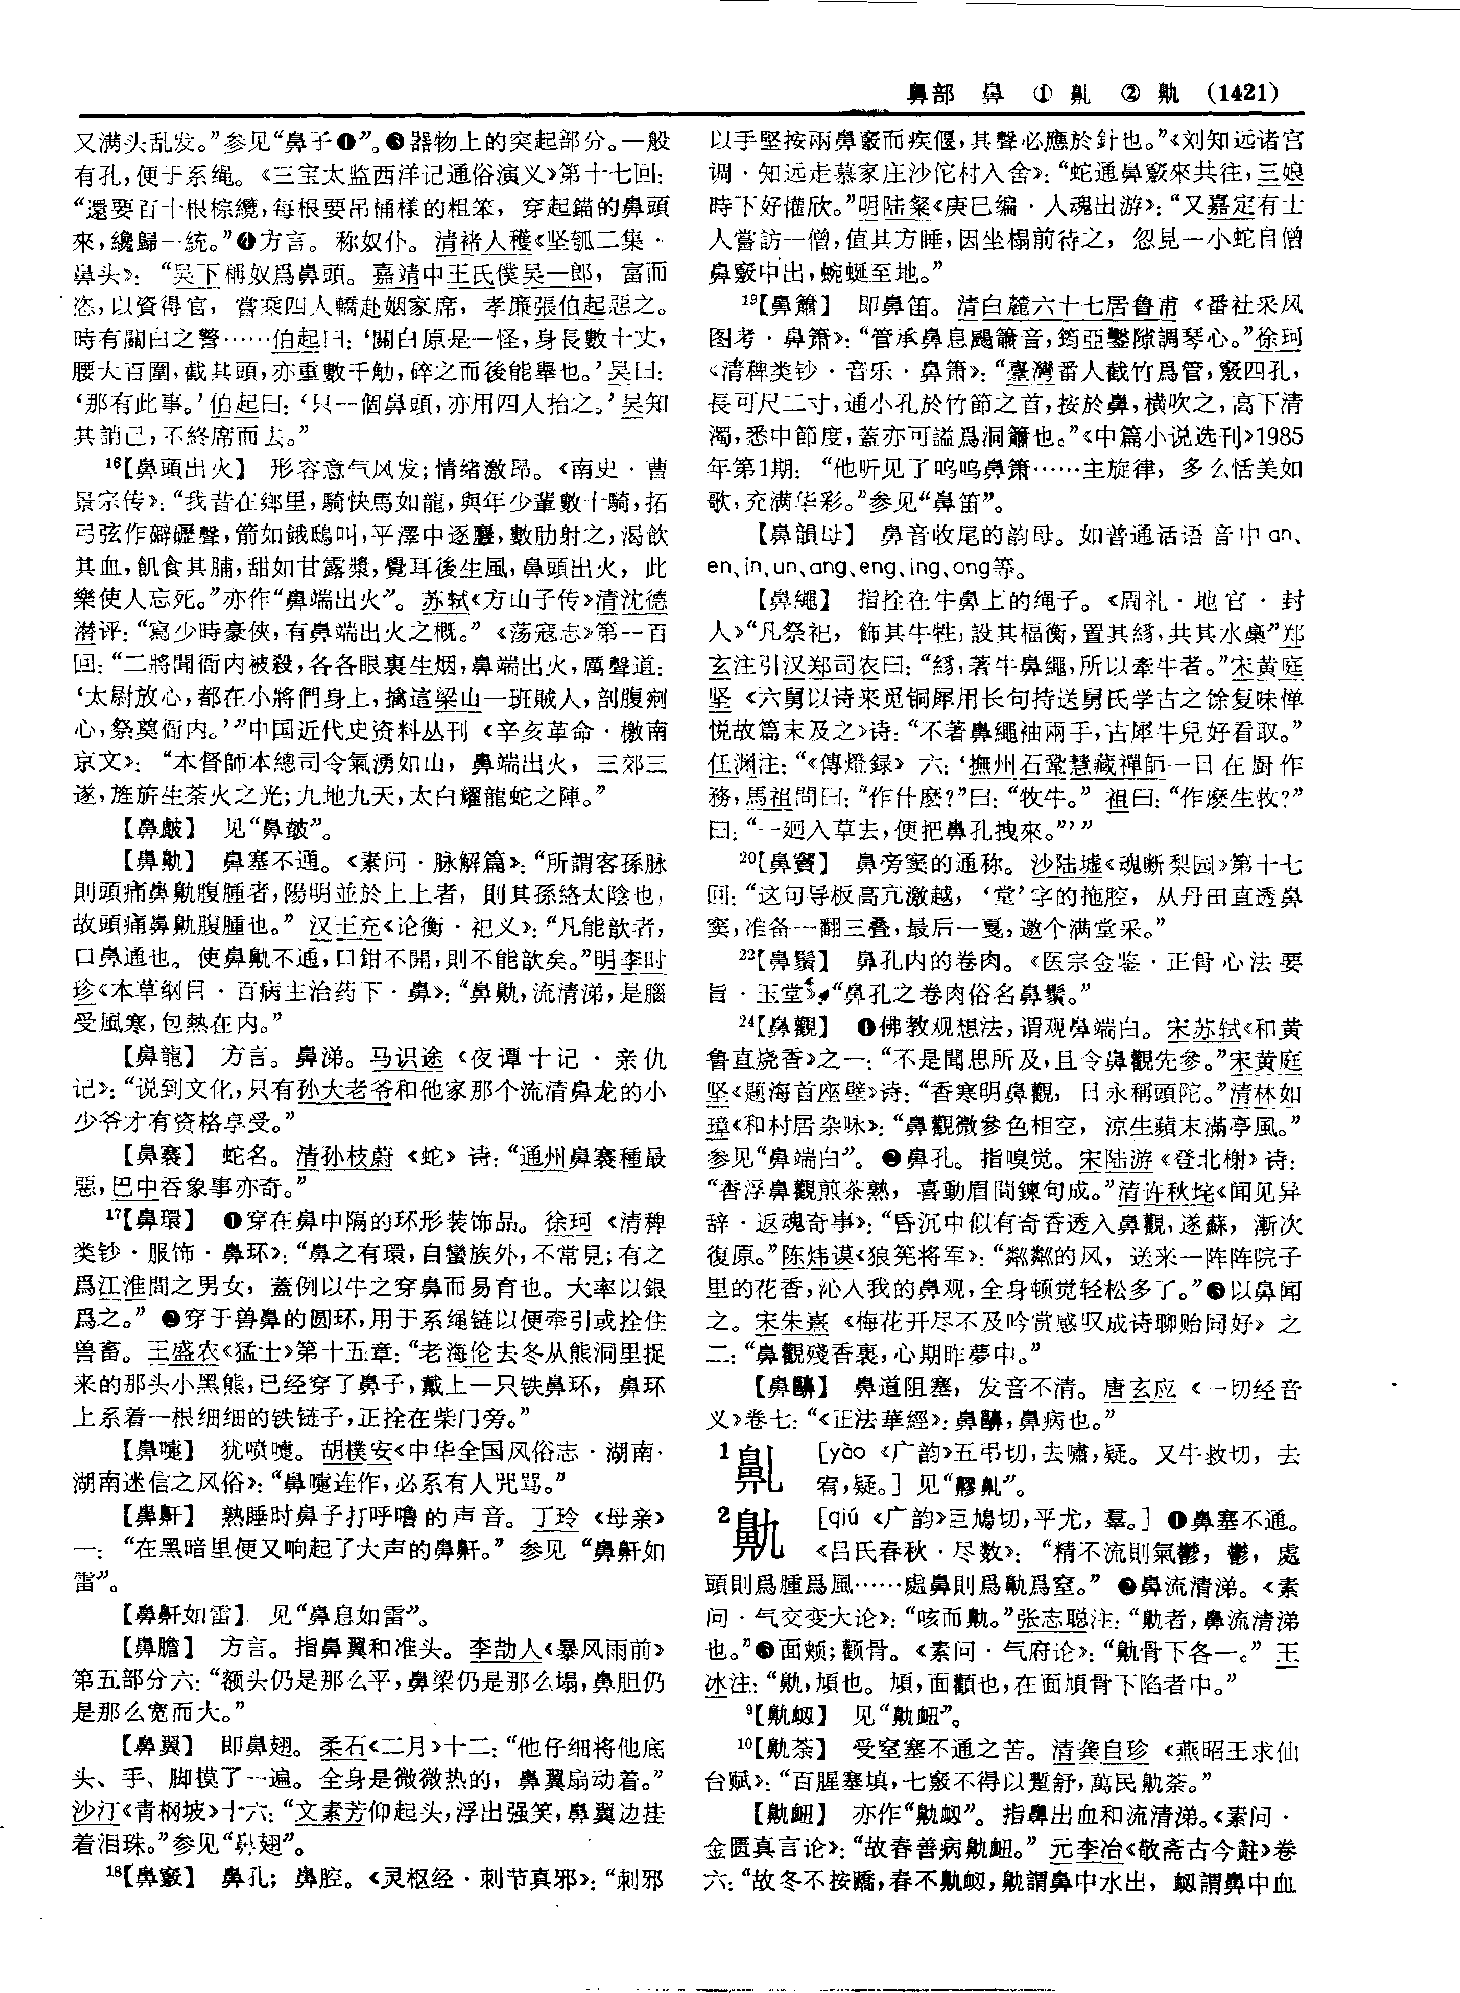 鼻部 鼻 ① 鼼 ② 鼽 (1421)
又满头乱发。”参见“鼻子❶”。❸器物上的突起部分。一般
有孔,便于系绳。《三宝太监西洋记通俗演义》第十七回:
“還要百十根棕纜,每根要吊桶樣的粗笨,穿起錨的鼻頭
來,纔歸一統。”❹方言。称奴仆。清褚人穫《坚瓠二集·
鼻头》:“吴下稱奴爲鼻頭。嘉靖中王氏僕吴一郎,富而
恣,以資得官,嘗乘四人轎赴姻家席,孝廉張伯起惡之。
時有關白之警……伯起曰:‘關白原是一怪,身長數十丈,
腰大百圍,截其頭,亦重數千觔,碎之而後能舉也。’吴曰:
‘那有此事。’伯起曰:‘只一個鼻頭,亦用四人抬之。’吴知
其誚己,不終席而去。”
16【鼻頭出火】 形容意气风发;情绪激昂。《南史·曹
景宗传》:“我昔在鄉里,騎快馬如龍,與年少輩數十騎,拓
弓弦作礔礰聲,箭如餓鴟叫,平澤中逐麞,數肋射之,渴飲
其血,飢食其脯,甜如甘露漿,覺耳後生風,鼻頭出火,此
樂使人忘死。”亦作“鼻端出火”。苏轼《方山子传》清沈德
潜评:“寫少時豪俠,有鼻端出火之概。”《荡寇志》第一百
回:“二將聞衙内被殺,各各眼裏生烟,鼻端出火,厲聲道:
‘太尉放心,都在小將們身上,擒這梁山一班賊人,剖腹剜
心,祭奠衙内。’”中国近代史资料丛刊《辛亥革命·檄南
京文》:“本督師本總司令氣湧如山,鼻端出火,三郊三
遂,旌旂生荼火之光;九地九天,太白耀龍蛇之陣。”
【鼻皻】 见“鼻皶”。
【鼻鼽】 鼻塞不通。《素问·脉解篇》:“所謂客孫脉
則頭痛鼻鼽腹腫者,陽明並於上上者,則其孫絡太陰也,
故頭痛鼻鼽腹腫也。”汉王充《论衡·祀义》:“凡能歆者,
口鼻通也。使鼻鼽不通,口鉗不開,則不能歆矣。”明李时
珍《本草纲目·百病主治药下·鼻》:“鼻鼽,流清涕,是腦
受風寒,包熱在内。”
【鼻龍】 方言。鼻涕。马识途《夜谭十记·亲仇
记》:“说到文化,只有孙大老爷和他家那个流清鼻龙的小
少爷才有资格享受。”
【鼻褰】 蛇名。清孙枝蔚《蛇》诗:“通州鼻褰種最
惡,巴中吞象事亦奇。”
17【鼻環】 ❶穿在鼻中隔的环形装饰品。徐珂《清稗
类钞·服饰·鼻环》:“鼻之有環,自蠻族外,不常見;有之
爲江淮間之男女,蓋例以牛之穿鼻而易育也。大率以銀
爲之。”❷穿于兽鼻的圆环,用于系绳链以便牵引或拴住
兽畜。王盛农《猛士》第十五章:“老海伦去冬从熊洞里捉
来的那头小黑熊,已经穿了鼻子,戴上一只铁鼻环,鼻环
上系着一根细细的铁链子,正拴在柴门旁。”
【鼻嚏】 犹喷嚏。胡樸安《中华全国风俗志·湖南·
湖南迷信之风俗》:“鼻嚏连作,必系有人咒骂。”
【鼻鼾】 熟睡时鼻子打呼噜的声音。丁玲《母亲》
一:“在黑暗里便又响起了大声的鼻鼾。”参见“鼻鼾如
雷”。
【鼻鼾如雷】 见“鼻息如雷”。
【鼻膽】 方言。指鼻翼和准头。李劼人《暴风雨前》
第五部分六:“额头仍是那么平,鼻梁仍是那么塌,鼻胆仍
是那么宽而大。”
【鼻翼】 即鼻翅。柔石《二月》十二:“他仔细将他底
头、手、脚摸了一遍。全身是微微热的,鼻翼扇动着。”
沙汀《青枫坡》十六:“文素芳仰起头,浮出强笑,鼻翼边挂
着泪珠。”参见“鼻翅”。
18【鼻竅】 鼻孔;鼻腔。《灵枢经·刺节真邪》:“刺邪
以手堅按兩鼻竅而疾偃,其聲必應於針也。”《刘知远诸宫
调·知远走慕家庄沙佗村入舍》:“蛇通鼻竅來共往,三娘
時下好懽欣。”明陆粲《庚巳编·人魂出游》:“又嘉定有士
人嘗訪一僧,值其方睡,因坐榻前待之,忽見一小蛇自僧
鼻竅中出,蜿蜒至地。”
19【鼻簫】 即鼻笛。清白麓六十七居鲁甫《番社采风
图考·鼻箫》:“管承鼻息颺簫音,筠亞鑿隙調琴心。”徐珂
《清稗类钞·音乐·鼻箫》:“臺灣番人截竹爲管,竅四孔,
長可尺二寸,通小孔於竹節之首,按於鼻,橫吹之,高下清
濁,悉中節度,蓋亦可謚爲洞簫也。”《中篇小说选刊》1985
年第1期:“他听见了呜呜鼻箫……主旋律,多么恬美如
歌,充满华彩。”参见“鼻笛”。
【鼻韻母】 鼻音收尾的韵母。如普通话语音中an、
en、in、un、ang、eng、ing、ong等。
【鼻繩】 指拴在牛鼻上的绳子。《周礼·地官·封
人》“凡祭祀,飾其牛牲,設其楅衡,置其絼,共其水稾”郑
玄注引汉郑司农曰:“絼,著牛鼻繩,所以牽牛者。”宋黄庭
坚《六舅以诗来觅铜犀用长句持送舅氏学古之馀复味禅
悦故篇末及之》诗:“不著鼻繩袖兩手,古犀牛兒好看取。”
任渊注:“《傳燈録》六:‘撫州石鞏慧藏禪師一日在厨作
務,馬祖問曰:“作什麽?”曰:“牧牛。”祖曰:“作麽生牧?”
曰:“一迴入草去,便把鼻孔拽來。”’”
20【鼻竇】 鼻旁窦的通称。沙陆墟《魂断梨园》第十七
回:“这句导板高亢激越,‘堂’字的拖腔,从丹田直透鼻
窦,准备一翻三叠,最后一戛,邀个满堂采。”
22【鼻鬚】 鼻孔内的卷肉。《医宗金鉴·正骨心法要
旨·玉堂》:“鼻孔之卷肉俗名鼻鬚。”
24【鼻觀】 ❶佛教观想法,谓观鼻端白。宋苏轼《和黄
鲁直烧香》之一:“不是聞思所及,且令鼻觀先參。”宋黄庭
坚《题海首座壁》诗:“香寒明鼻觀,日永稱頭陀。”清林如
璋《和村居杂咏》:“鼻觀微參色相空,涼生蘋末滿亭風。”
参见“鼻端白”。❷鼻孔。指嗅觉。宋陆游《登北榭》诗:
“香浮鼻觀煎茶熟,喜動眉間鍊句成。”清许秋垞《闻见异
辞·返魂奇事》:“昏沉中似有奇香透入鼻觀,遂蘇,漸次
復原。”陈炜谟《狼筅将军》:“粼粼的风,送来一阵阵院子
里的花香,沁入我的鼻观,全身顿觉轻松多了。”❸以鼻闻
之。宋朱熹《梅花开尽不及吟赏感叹成诗聊贻同好》之
二:“鼻觀殘香裏,心期昨夢中。”
【鼻齆】 鼻道阻塞,发音不清。唐玄应《一切经音
义》卷七:“《正法華經》:鼻齆,鼻病也。”
1 鼼 [yào 《广韵》五弔切,去嘯,疑。又牛救切,去
宥,疑。] 见“髎鼼”。
2 鼽 [qiú 《广韵》巨鳩切,平尤,羣。] ❶鼻塞不通。
《吕氏春秋·尽数》:“精不流則氣鬱,鬱,處
頭則爲腫爲風……處鼻則爲鼽爲窒。”❷鼻流清涕。《素
问·气交变大论》:“咳而鼽。”张志聪注:“鼽者,鼻流清涕
也。”❸面颊;颧骨。《素问·气府论》:“鼽骨下各一。”王
冰注:“鼽,頄也。頄,面顴也,在面頄骨下陷者中。”
9【鼽衂】 见“鼽衄”。
10【鼽荼】 受窒塞不通之苦。清龚自珍《燕昭王求仙
台赋》:“百腥塞填,七竅不得以蹔舒,萬民鼽荼。”
【鼽衄】 亦作“鼽衂”。指鼻出血和流清涕。《素问·
金匮真言论》:“故春善病鼽衄。”元李冶《敬斋古今黈》卷
六:“故冬不按蹻,春不鼽衂,鼽謂鼻中水出,衂謂鼻中血